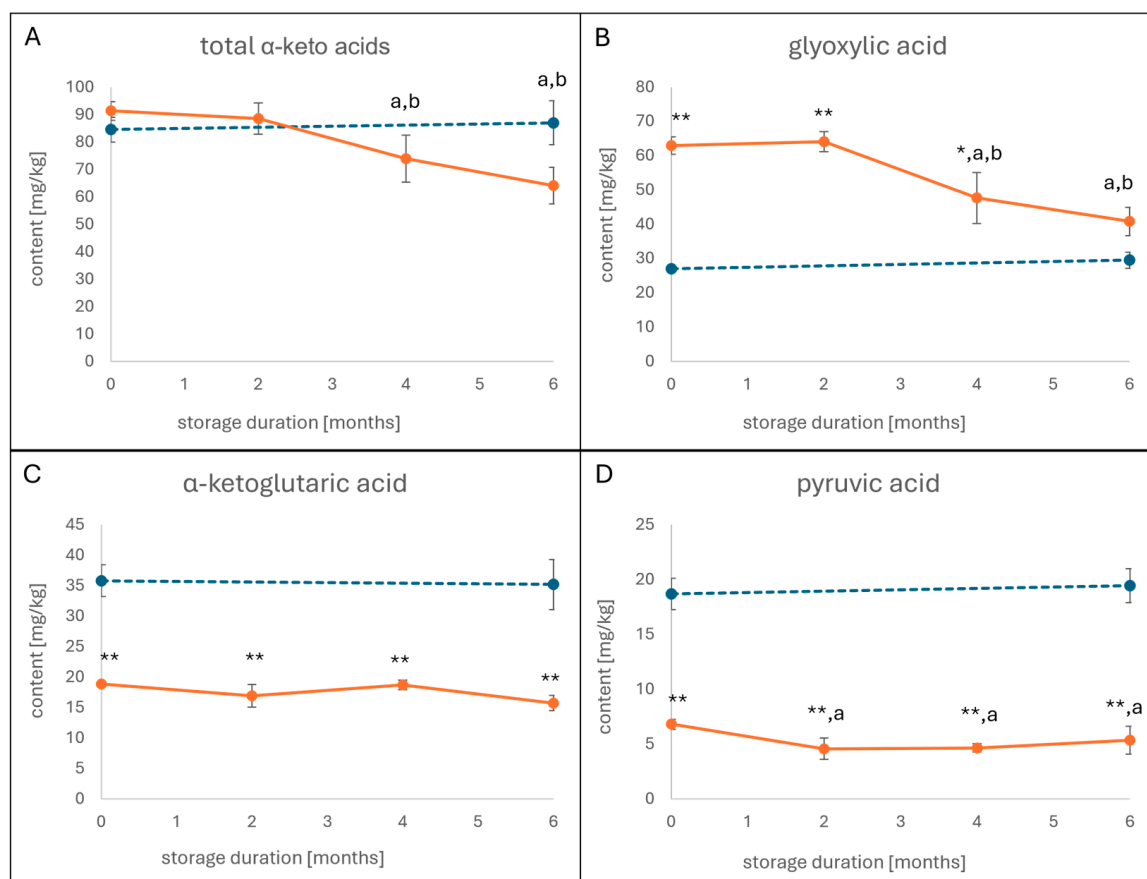 A
total α-keto acids
content [mg/kg]
100
90
80
70
60
50
40
30
20
10
0
a,b
a,b
0 1 2 3 4 5 6
storage duration [months]
B
glyoxylic acid
content [mg/kg]
80
70
60
50
40
30
20
10
0
**
**
*,a,b
a,b
0 1 2 3 4 5 6
storage duration [months]
C
α-ketoglutaric acid
content [mg/kg]
45
40
35
30
25
20
15
10
5
0
**
**
**
**
0 1 2 3 4 5 6
storage duration [months]
D
pyruvic acid
content [mg/kg]
25
20
15
10
5
0
**
**,a
**,a
**,a
0 1 2 3 4 5 6
storage duration [months]